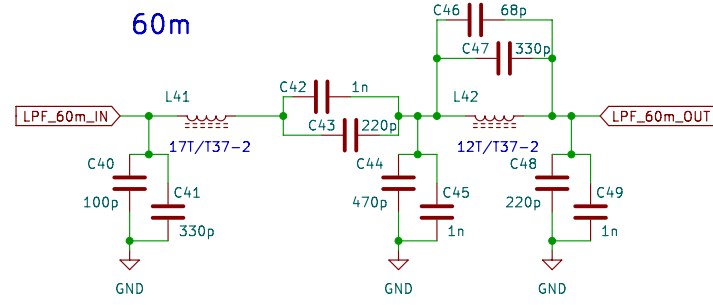 60m
C46 68p
C47 330p
L41 C42 1n L42
LPF_60m_IN LPF_60m_OUT
C43 220p
17T/T37-2 12T/T37-2
C40 C44 C48
C41 C45 C49
100p 470p 220p
330p 1n 1n
GND GND GND